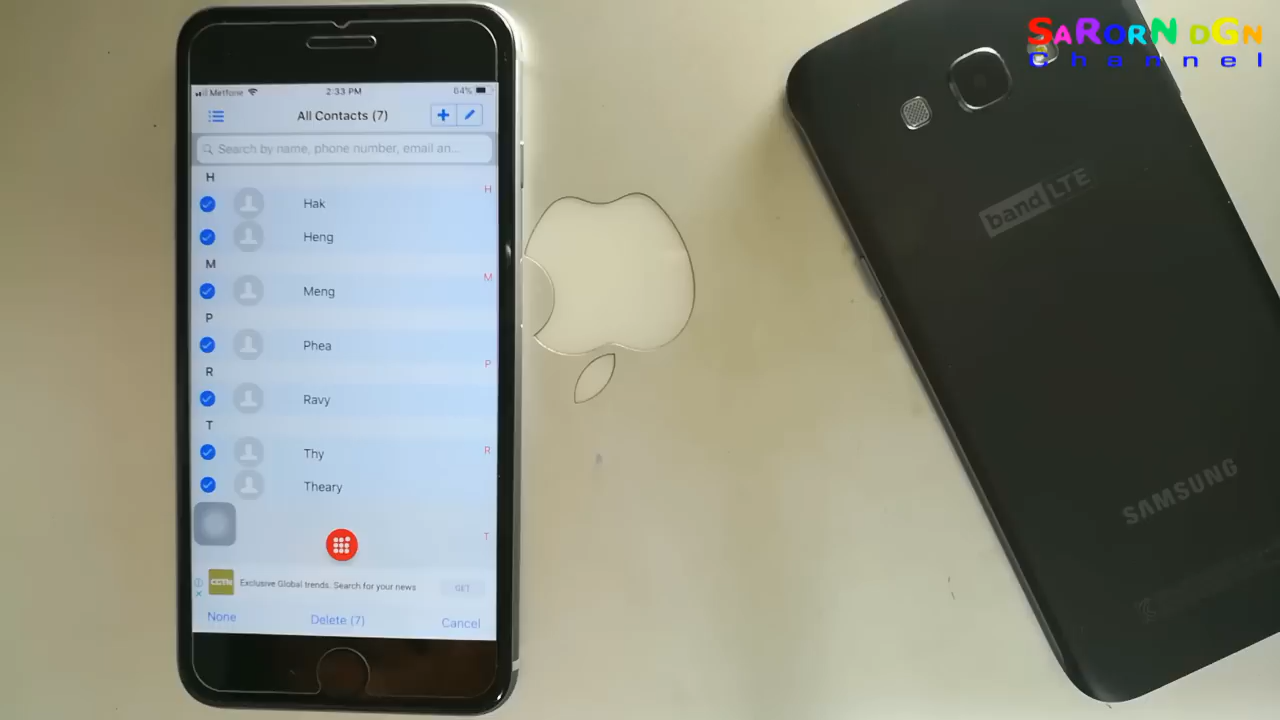 SaRorN DGN
Channel
Metfone
2:33 PM
64%
All Contacts (7)
Search by name, phone number, email an...
H
Hak
Heng
M
Meng
P
Phea
R
Ravy
T
Thy
Theary
H
M
P
R
T
CCTN
Exclusive Global trends. Search for your news
GET
None
Delete (7)
Cancel
band LTE
SAMSUNG